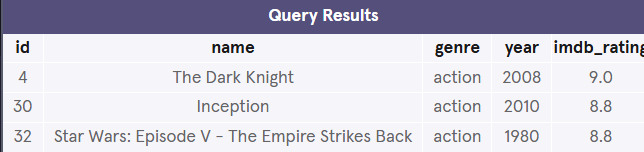 Query Results
id name genre year imdb_rating
4 The Dark Knight action 2008 9.0
30 Inception action 2010 8.8
32 Star Wars: Episode V - The Empire Strikes Back action 1980 8.8